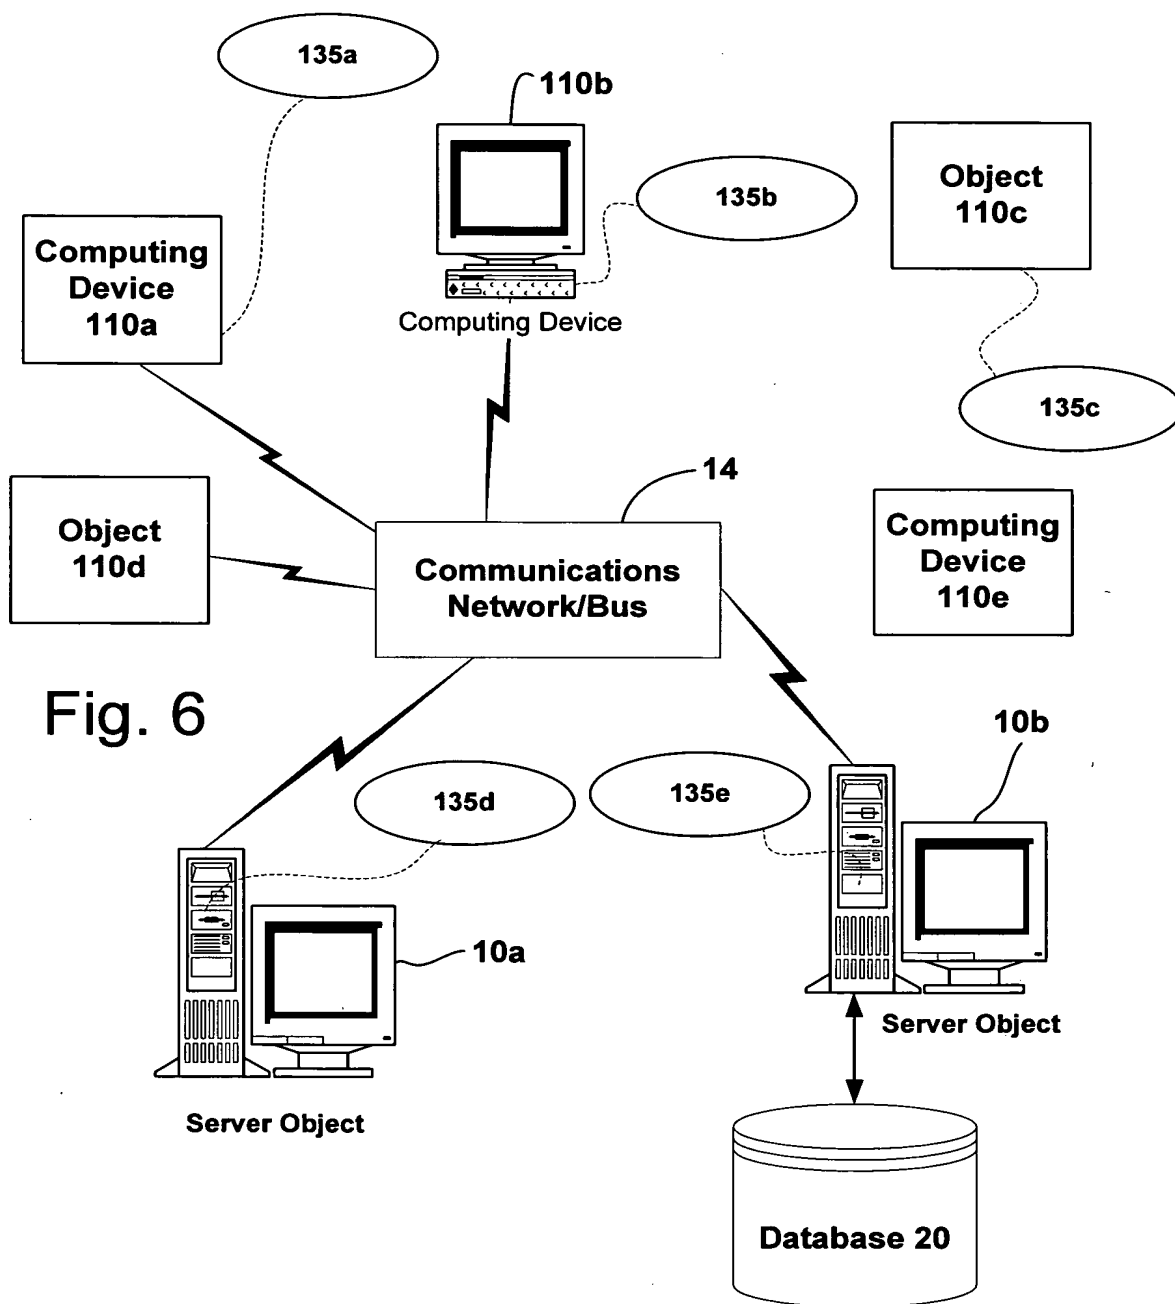 135a
110b
135b
Object
110c
Computing
Device
110a
Computing Device
135c
14
Object
110d
Communications
Network/Bus
Computing
Device
110e
Fig. 6
10b
135d
135e
10a
Server Object
Server Object
Database 20